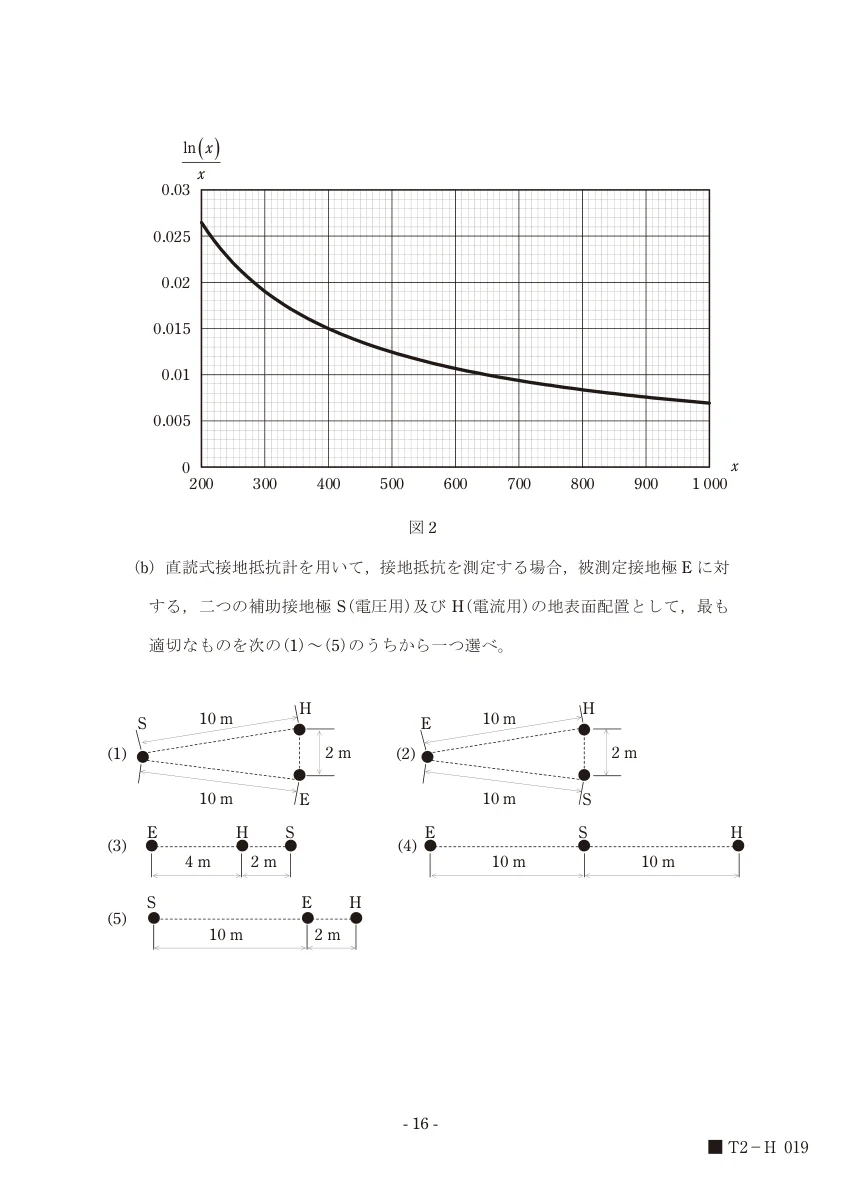 ln(x)
x
0.03
0.025
0.02
0.015
0.01
0.005
0
200 300 400 500 600 700 800 900 1 000
x
図 2
(b) 直読式接地抵抗計を用いて,接地抵抗を測定する場合,被測定接地極 E に対
する,二つの補助接地極 S(電圧用)及び H(電流用)の地表面配置として,最も
適切なものを次の(1)~(5)のうちから一つ選べ。
(1) S 10 m H 2 m 10 m E
(2) E 10 m H 2 m 10 m S
(3) E H S 4 m 2 m
(4) E S H 10 m 10 m
(5) S E H 10 m 2 m
- 16 -
■ T2-H 019